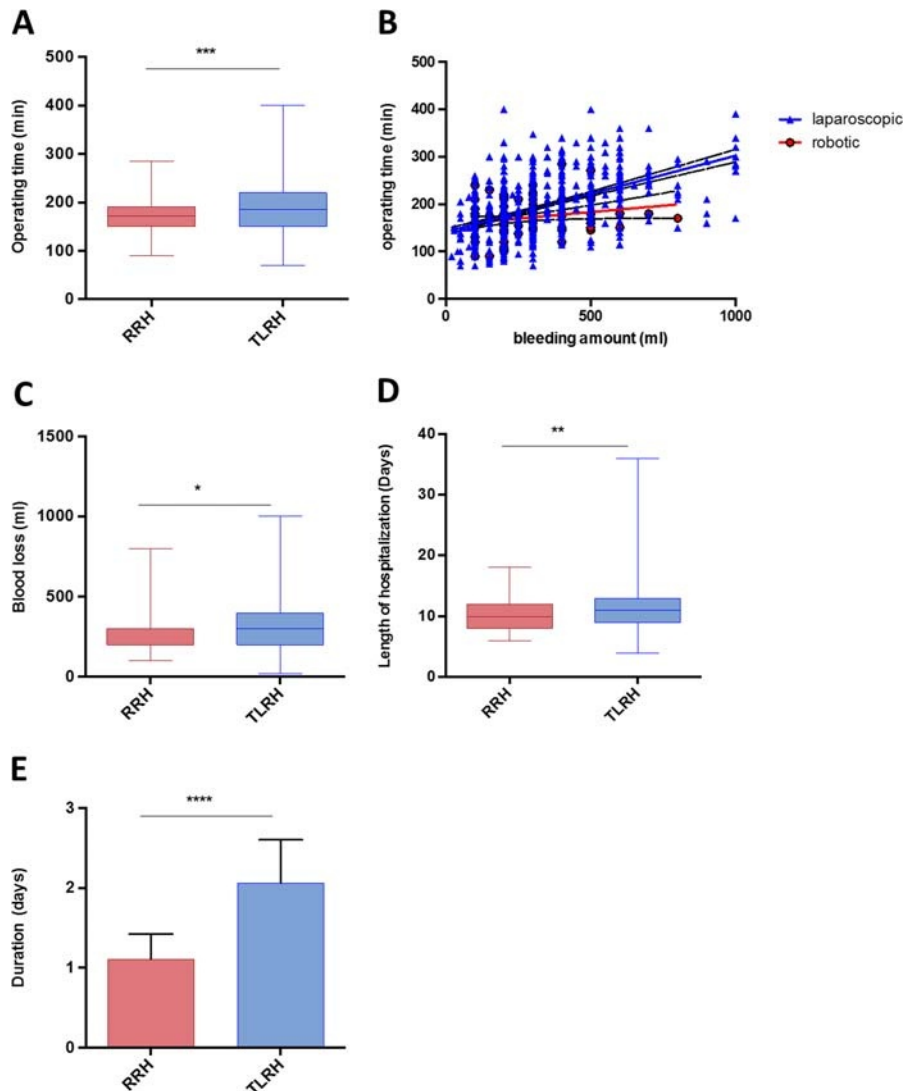 A
***
Operating time (min)
500
400
300
200
100
0
RRH
TLRH
B
operating time (min)
500
400
300
200
100
0
0
500
1000
bleeding amount (ml)
laparoscopic
robotic
C
*
Blood loss (ml)
1500
1000
500
0
RRH
TLRH
D
**
Length of hospitalization (Days)
40
30
20
10
0
RRH
TLRH
E
****
Duration (days)
3
2
1
0
RRH
TLRH